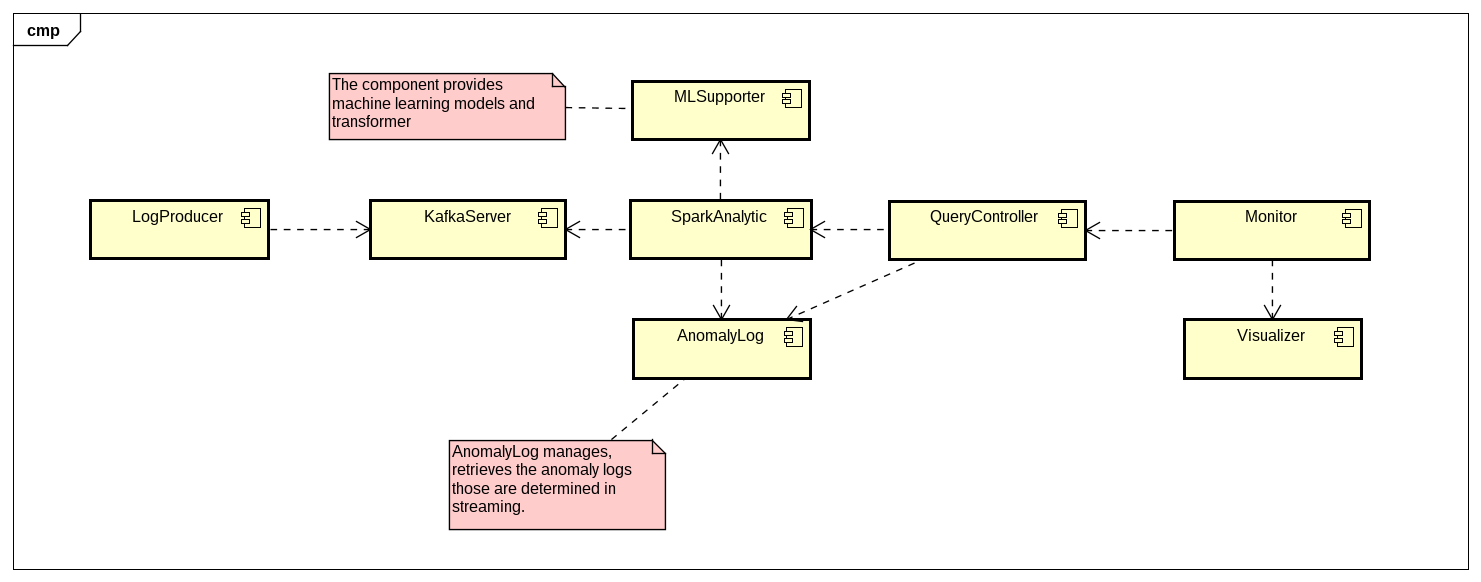 cmp
The component provides
machine learning models and
transformer
MLSupporter
LogProducer
KafkaServer
SparkAnalytic
QueryController
Monitor
AnomalyLog
Visualizer
AnomalyLog manages,
retrieves the anomaly logs
those are determined in
streaming.